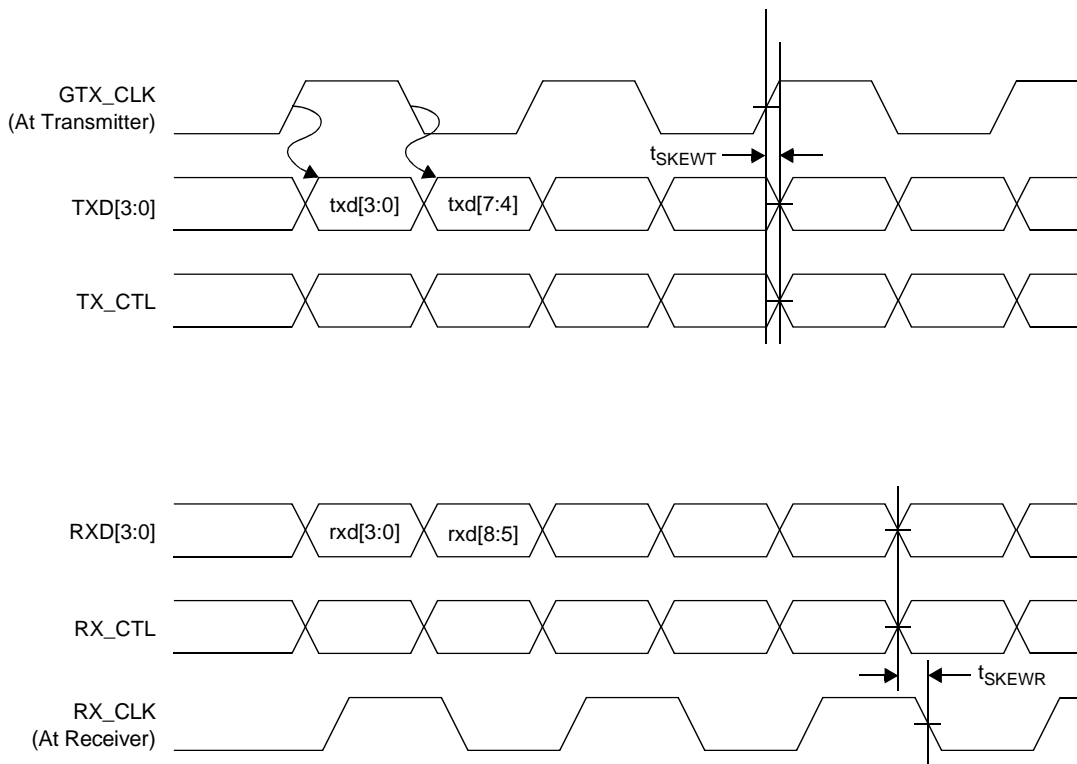 GTX_CLK
(At Transmitter)
tSKEWT
TXD[3:0]
txd[3:0]
txd[7:4]
TX_CTL
RXD[3:0]
rxd[3:0]
rxd[8:5]
RX_CTL
tSKEWR
RX_CLK
(At Receiver)